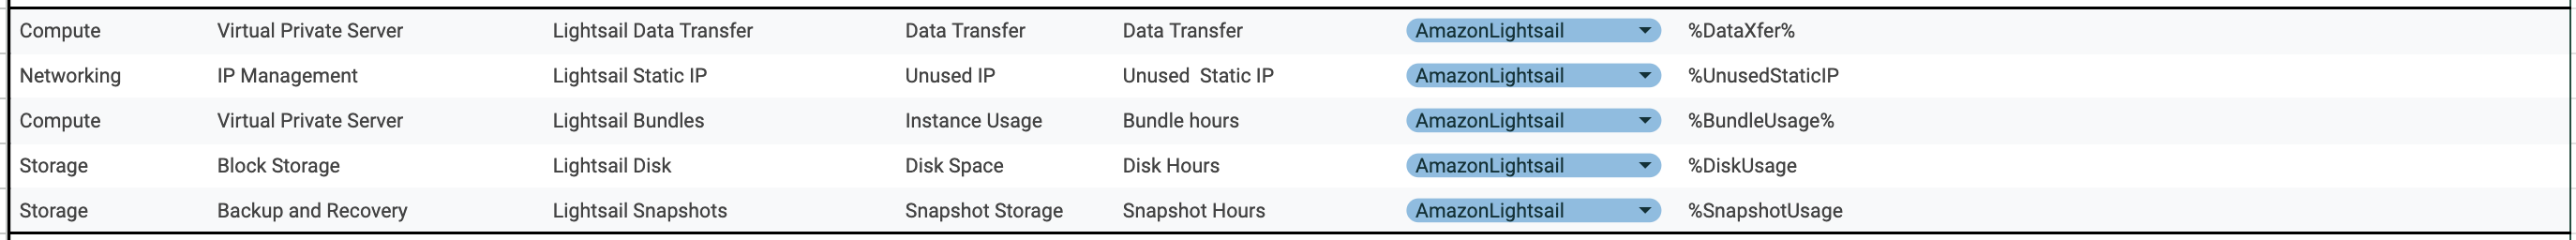 Compute Virtual Private Server Lightsail Data Transfer Data Transfer Data Transfer AmazonLightsail %DataXfer%
Networking IP Management Lightsail Static IP Unused IP Unused  Static IP AmazonLightsail %UnusedStaticIP
Compute Virtual Private Server Lightsail Bundles Instance Usage Bundle hours AmazonLightsail %BundleUsage%
Storage Block Storage Lightsail Disk Disk Space Disk Hours AmazonLightsail %DiskUsage
Storage Backup and Recovery Lightsail Snapshots Snapshot Storage Snapshot Hours AmazonLightsail %SnapshotUsage